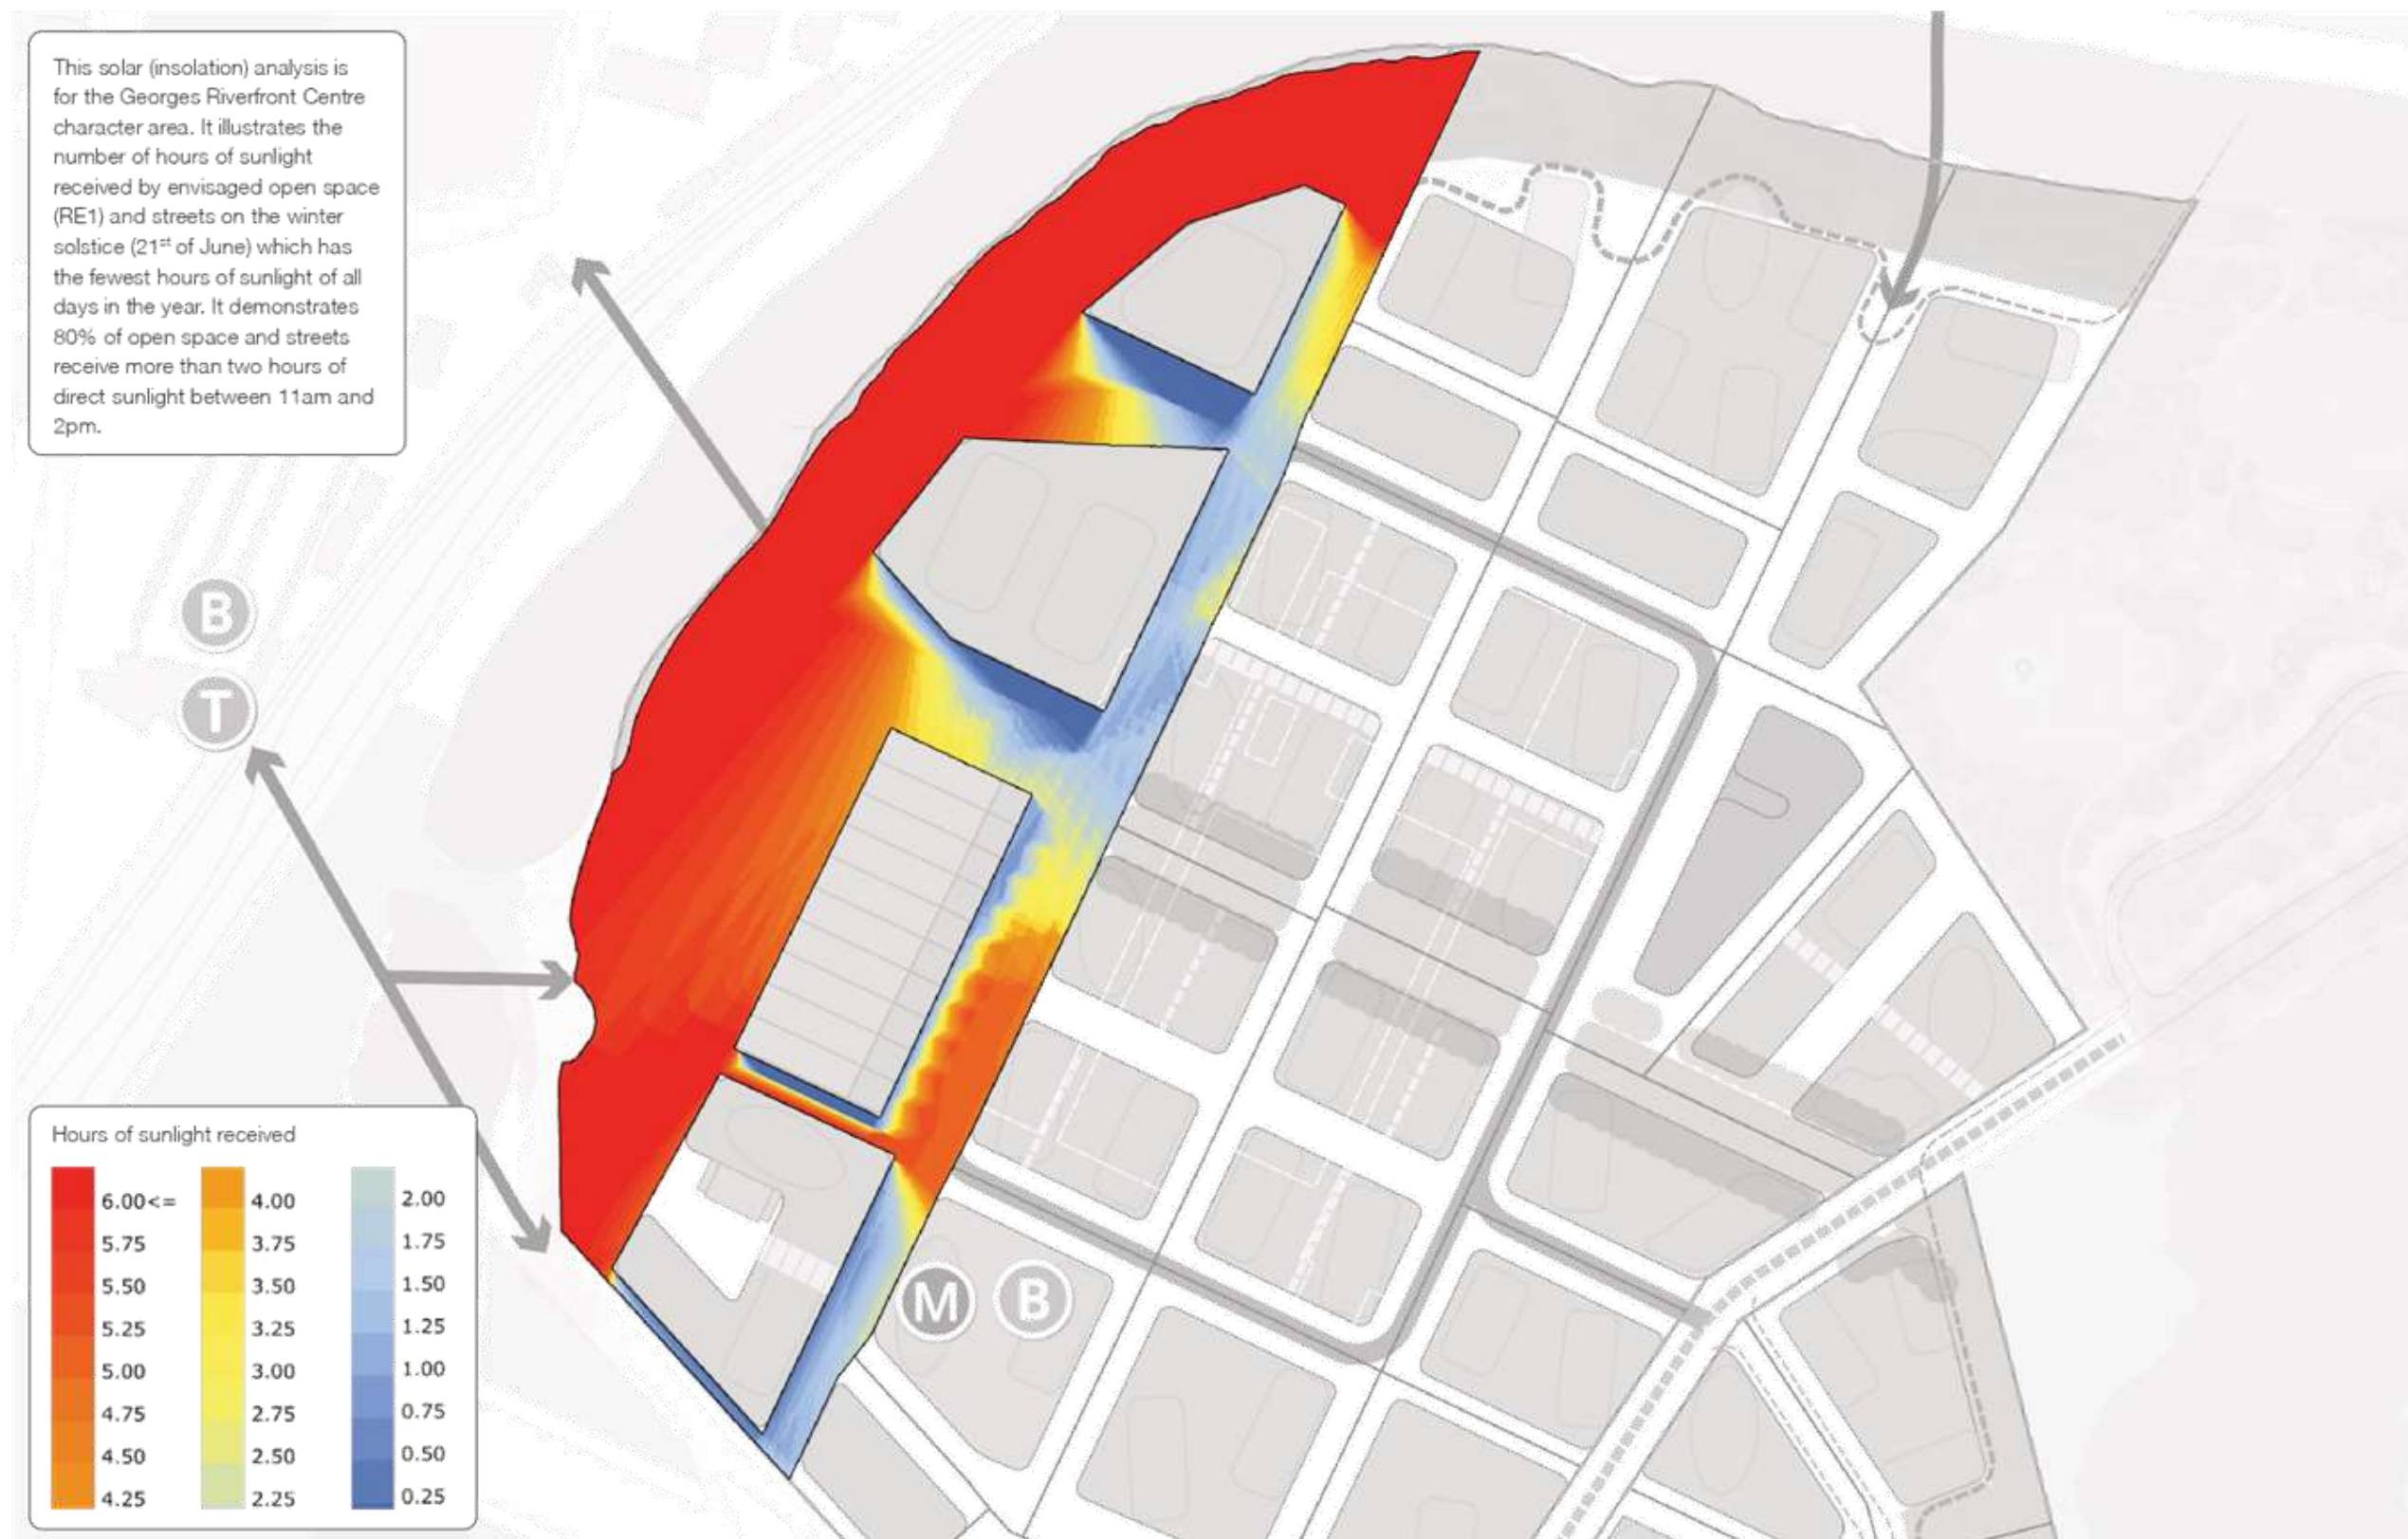 This solar (insolation) analysis is
for the Georges Riverfront Centre
character area. It illustrates the
number of hours of sunlight
received by envisaged open space
(RE1) and streets on the winter
solstice (21st of June) which has
the fewest hours of sunlight of all
days in the year. It demonstrates
80% of open space and streets
receive more than two hours of
direct sunlight between 11am and
2pm.
B
T
M B
Hours of sunlight received
6.00<= 4.00 2.00
5.75 3.75 1.75
5.50 3.50 1.50
5.25 3.25 1.25
5.00 3.00 1.00
4.75 2.75 0.75
4.50 2.50 0.50
4.25 2.25 0.25